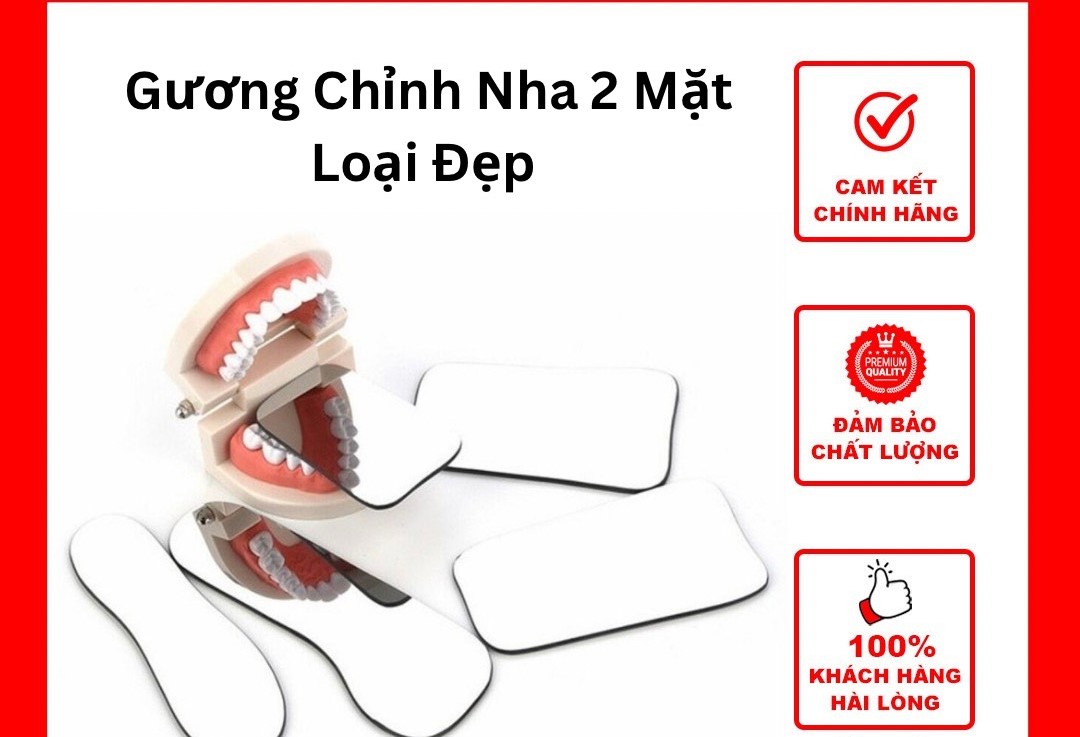 Gương Chỉnh Nha 2 Mặt
Loại Đẹp
CAM KẾT
CHÍNH HÃNG
PREMIUM
QUALITY
ĐẢM BẢO
CHẤT LƯỢNG
100%
KHÁCH HÀNG
HÀI LÒNG